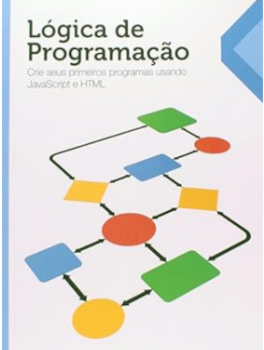 Lógica de
Programação
Crie seus primeiros programas usando
JavaScript e HTML